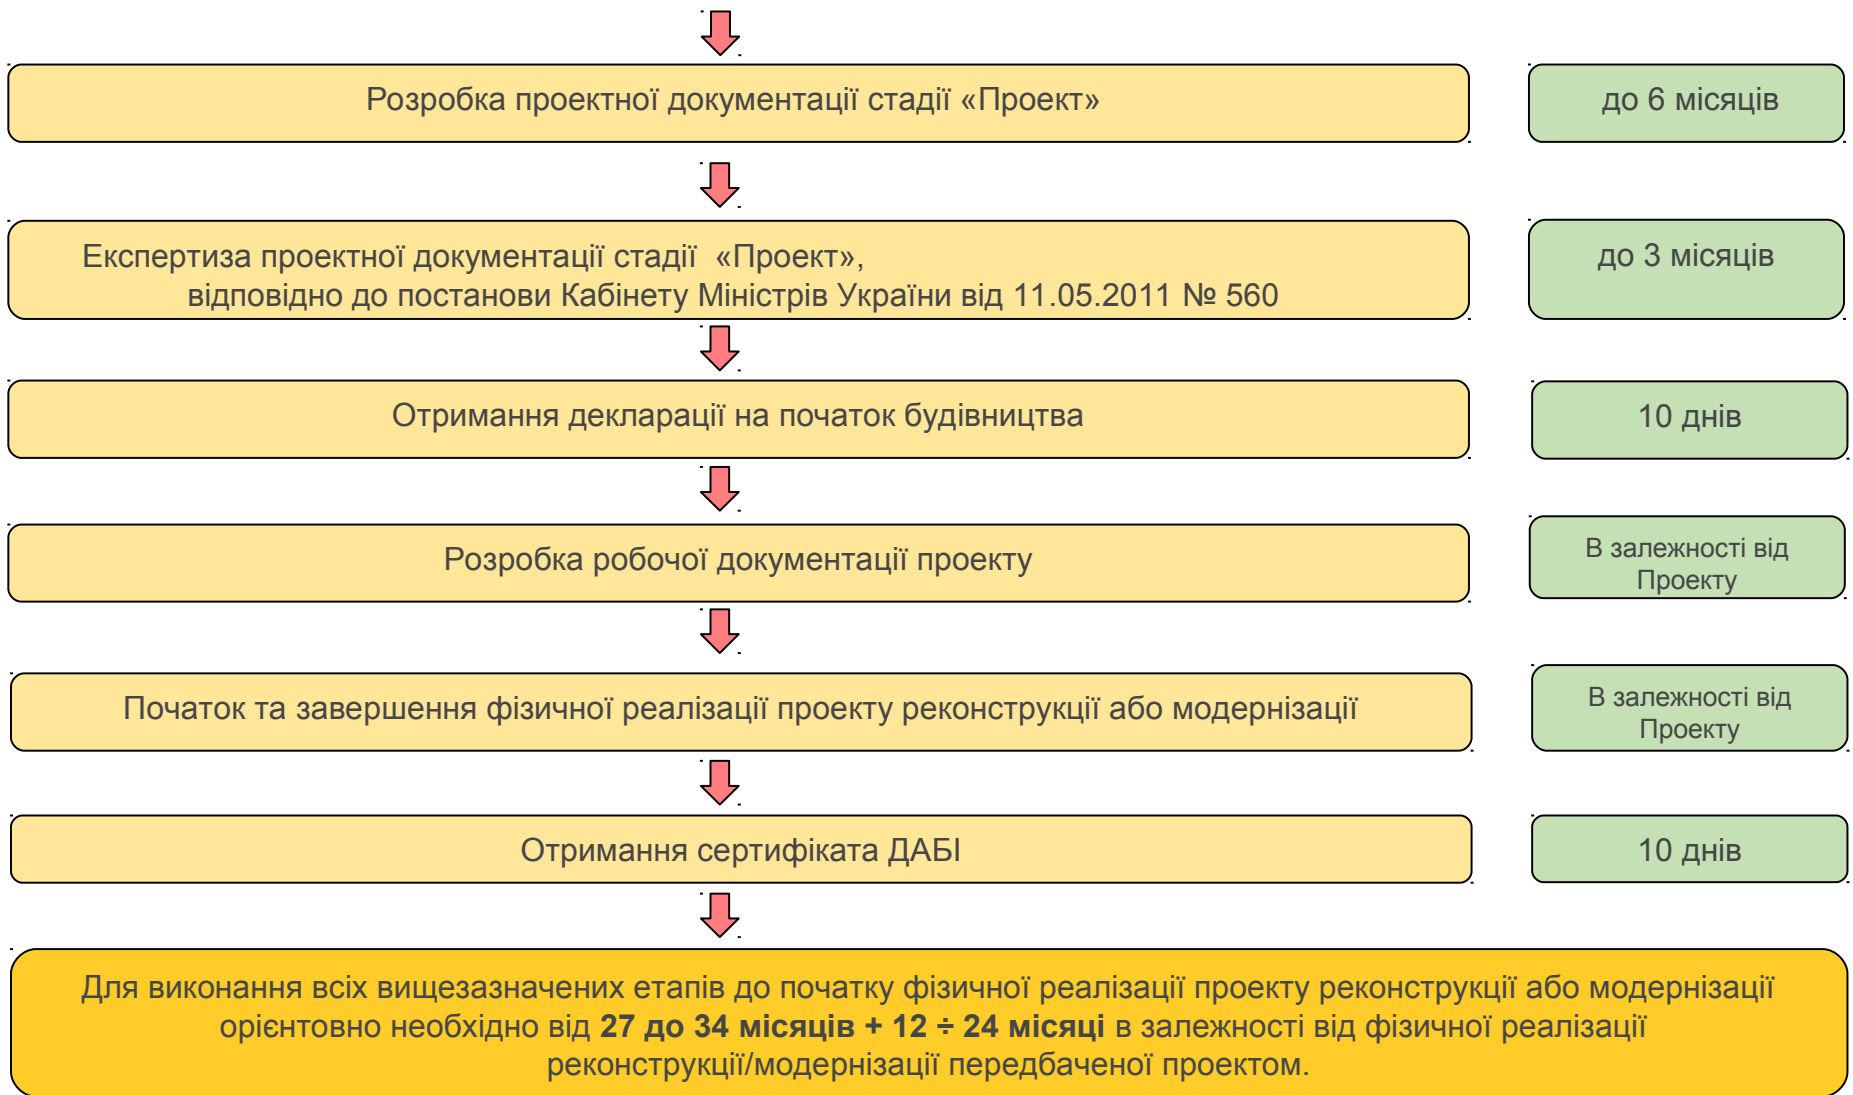 Розробка проектної документації стадії «Проект»
до 6 місяців
Експертиза проектної документації стадії «Проект»,
відповідно до постанови Кабінету Міністрів України від 11.05.2011 № 560
до 3 місяців
Отримання декларації на початок будівництва
10 днів
Розробка робочої документації проекту
В залежності від
Проекту
Початок та завершення фізичної реалізації проекту реконструкції або модернізації
В залежності від
Проекту
Отримання сертифіката ДАБІ
10 днів
Для виконання всіх вищезазначених етапів до початку фізичної реалізації проекту реконструкції або модернізації
орієнтовно необхідно від 27 до 34 місяців + 12 ÷ 24 місяці в залежності від фізичної реалізації
реконструкції/модернізації передбаченої проектом.